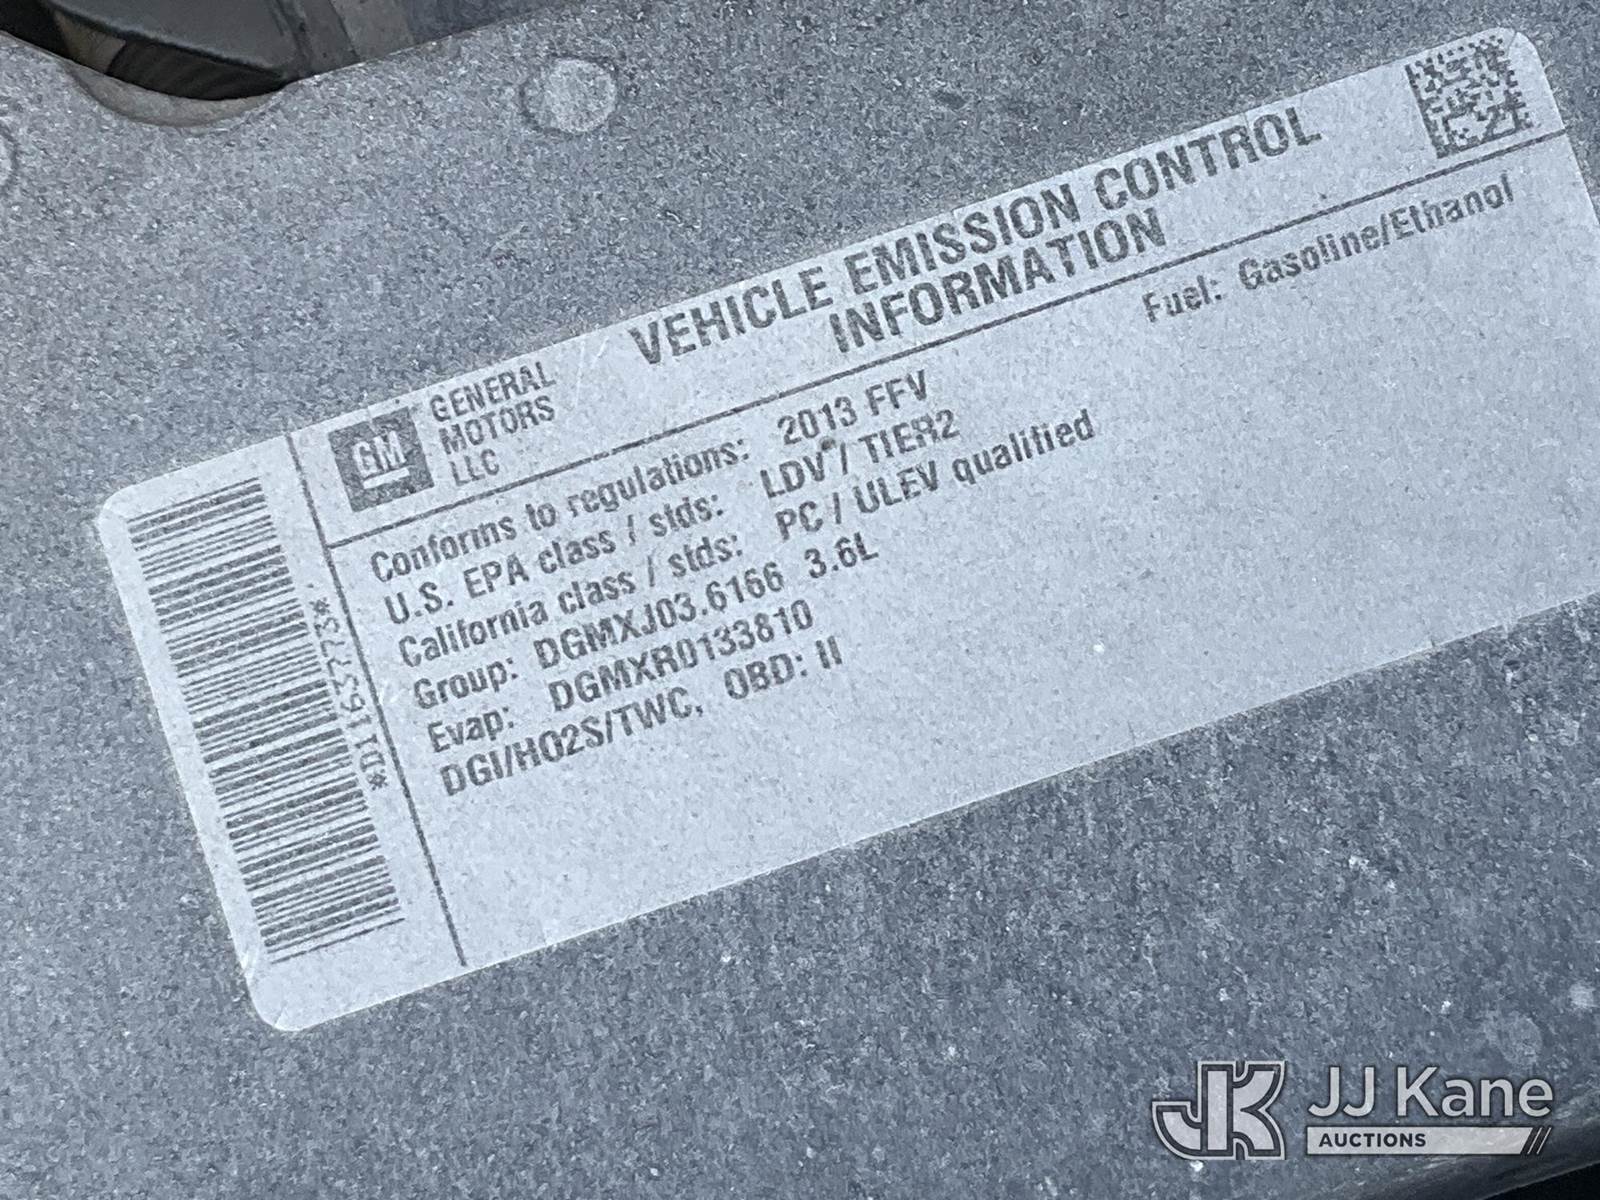 GM
GENERAL
MOTORS
LLC
VEHICLE EMISSION CONTROL
INFORMATION
Fuel: Gasoline/Ethanol
Conforms to regulations: 2013 FFV
U.S. EPA class / stds: LDV / TIER2
California class / stds: PC / ULEV qualified
Group: DGMXJ03.6166 3.6L
Evap: DGMXR0133810
DGI/HO2S/TWC, OBD: II
*DI1637773*
JK JJ Kane
AUCTIONS